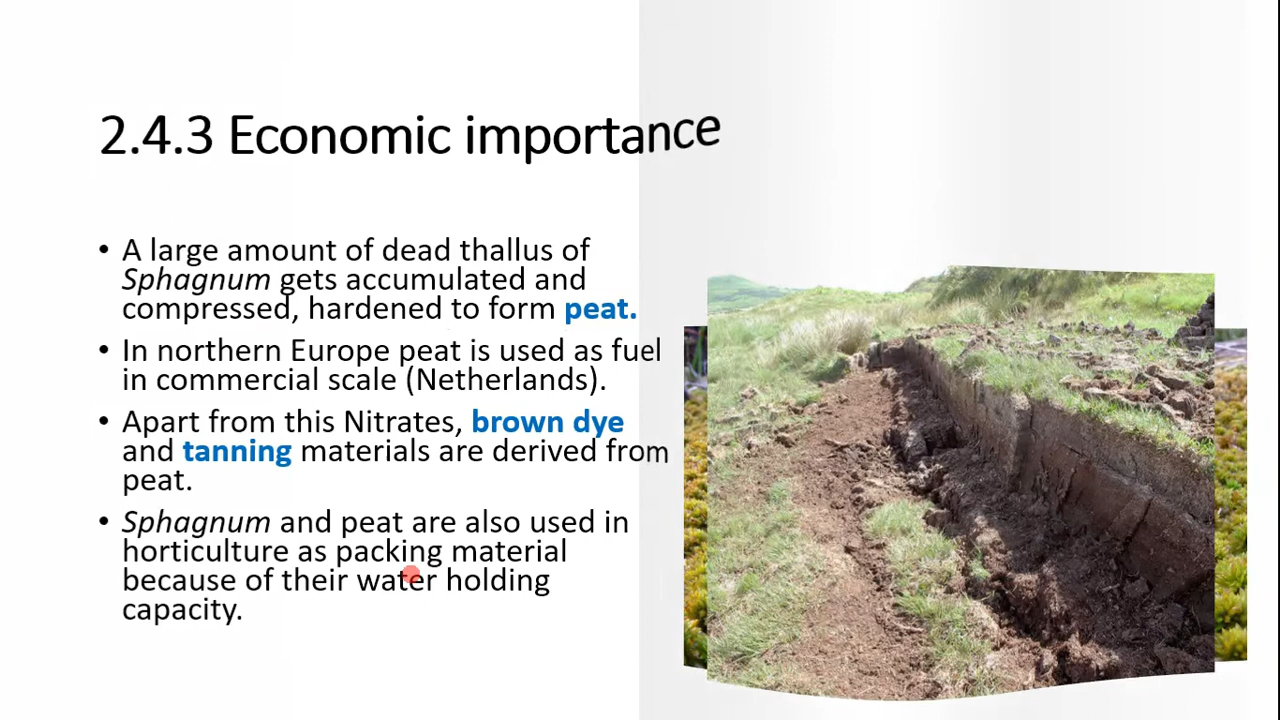 2.4.3 Economic importance
• A large amount of dead thallus of
Sphagnum gets accumulated and
compressed, hardened to form peat.
• In northern Europe peat is used as fuel
in commercial scale (Netherlands).
• Apart from this Nitrates, brown dye
and tanning materials are derived from
peat.
• Sphagnum and peat are also used in
horticulture as packing material
because of their water holding
capacity.